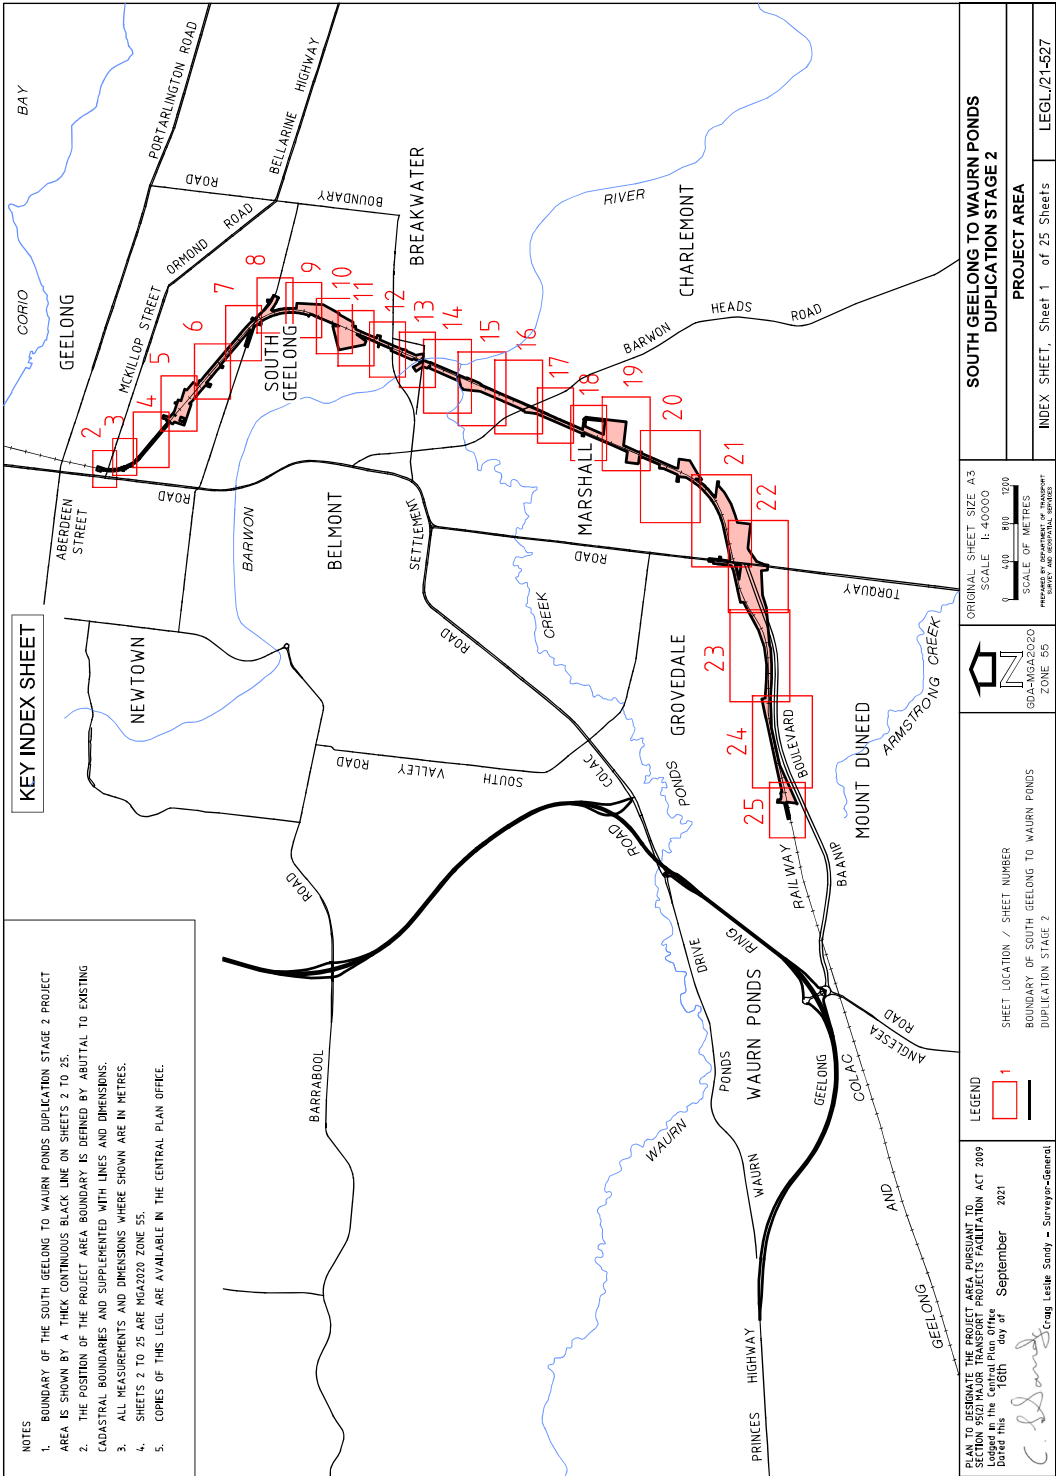 KEY INDEX SHEET
NOTES
1. BOUNDARY OF THE SOUTH GEELONG TO WAURN PONDS DUPLICATION STAGE 2 PROJECT
AREA IS SHOWN BY A THICK CONTINUOUS BLACK LINE ON SHEETS 2 TO 25.
2. THE POSITION OF THE PROJECT AREA BOUNDARY IS DEFINED BY ABUTTAL TO EXISTING
CADASTRAL BOUNDARIES AND SUPPLEMENTED WITH LINES AND DIMENSIONS.
3. ALL MEASUREMENTS AND DIMENSIONS WHERE SHOWN ARE IN METRES.
4. SHEETS 2 TO 25 ARE MGA2020 ZONE 55.
5. COPIES OF THIS LEGL ARE AVAILABLE IN THE CENTRAL PLAN OFFICE.
CORIO BAY
GEELONG
PORTARLINGTON ROAD
BELLARINE HIGHWAY
BOUNDARY ROAD
ORMOND ROAD
MCKILLOP STREET
ABERDEEN
STREET
ROAD
SOUTH
GEELONG
BREAKWATER
RIVER
CHARLEMONT
BARWON HEADS ROAD
BARWON
BELMONT
SETTLEMENT
ROAD
NEWTOWN
MARSHALL
ROAD
TORQUAY
CREEK
GROVEDALE
ARMSTRONG CREEK
MOUNT DUNEED
BOULEVARD
BAANIP
RAILWAY
SOUTH VALLEY ROAD
COLAC
ROAD
PONDS
RING
DRIVE
WAURN PONDS
BARRABOOL
ROAD
WAURN
PONDS
WAURN
GEELONG
ANGLESEA
ROAD
COLAC
AND
GEELONG
PRINCES HIGHWAY
2
3
4
5
6
7
8
9
10
11
12
13
14
15
16
17
18
19
20
21
22
23
24
25
PLAN TO DESIGNATE THE PROJECT AREA PURSUANT TO
SECTION 95(2) MAJOR TRANSPORT PROJECTS FACILITATION ACT 2009
Lodged in the Central Plan Office
Dated this 16th day of September 2021
Craig Leslie Sandy – Surveyor-General
LEGEND
1
SHEET LOCATION / SHEET NUMBER
BOUNDARY OF SOUTH GEELONG TO WAURN PONDS
DUPLICATION STAGE 2
N
GDA-MGA2020
ZONE 55
ORIGINAL SHEET SIZE A3
SCALE 1:40000
0 400 800 1200
SCALE OF METRES
PREPARED BY DEPARTMENT OF TRANSPORT
SURVEY AND GEOSPATIAL SERVICES
SOUTH GEELONG TO WAURN PONDS
DUPLICATION STAGE 2
PROJECT AREA
INDEX SHEET, Sheet 1 of 25 Sheets
LEGL./21-527